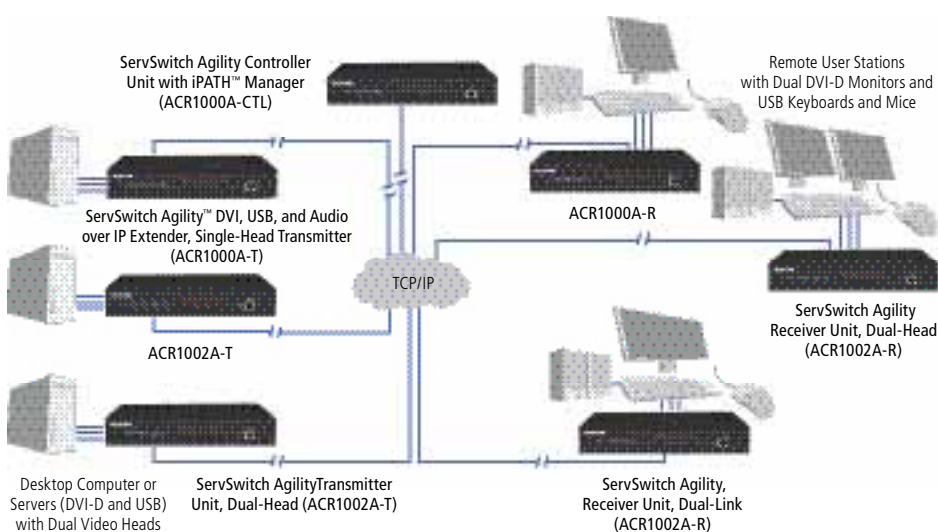 ServSwitch Agility Controller
Unit with iPATH™ Manager
(ACR1000A-CTL)
Remote User Stations
with Dual DVI-D Monitors and
USB Keyboards and Mice
ServSwitch Agility™ DVI, USB, and Audio
over IP Extender, Single-Head Transmitter
(ACR1000A-T)
ACR1000A-R
TCP/IP
ServSwitch Agility
Receiver Unit, Dual-Head
(ACR1002A-R)
ACR1002A-T
Desktop Computer or
Servers (DVI-D and USB)
with Dual Video Heads
ServSwitch AgilityTransmitter
Unit, Dual-Head (ACR1002A-T)
ServSwitch Agility,
Receiver Unit, Dual-Link
(ACR1002A-R)